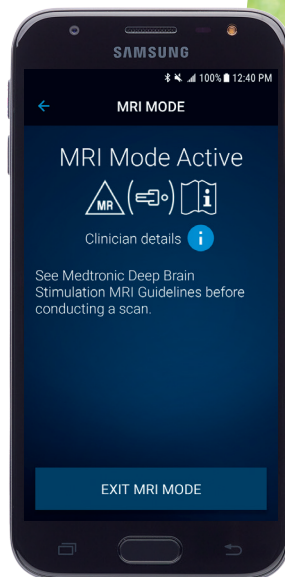 SAMSUNG
100% 12:40 PM
MRI MODE
MRI Mode Active
MR i
Clinician details i
See Medtronic Deep Brain
Stimulation MRI Guidelines before
conducting a scan.
EXIT MRI MODE